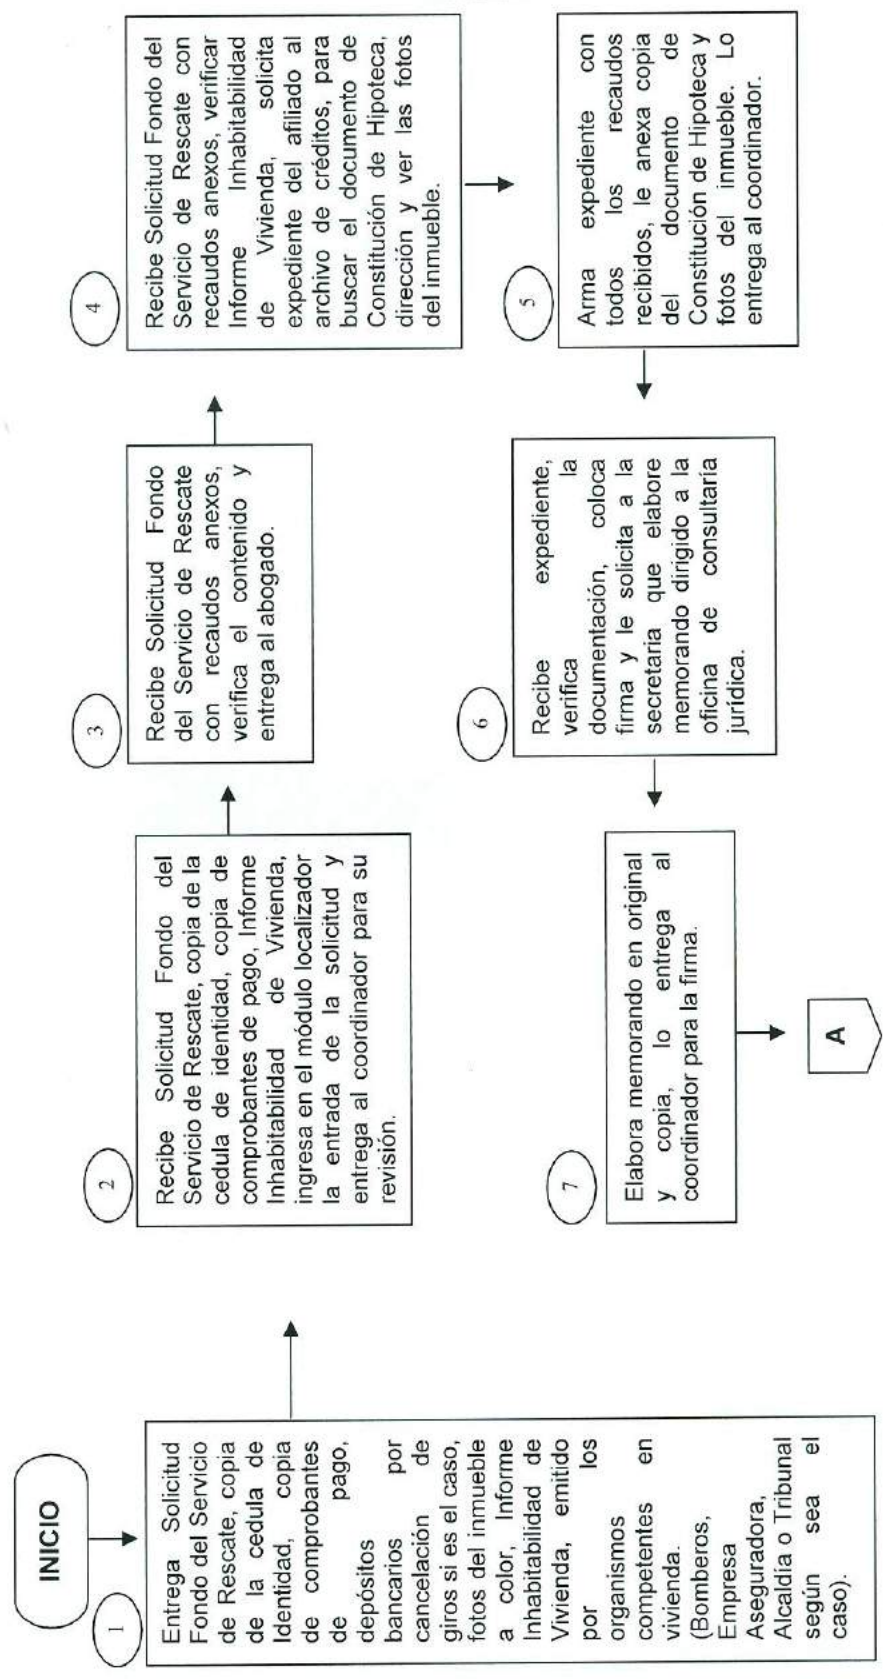 INICIO
1
Entrega Solicitud
Fondo del Servicio
de Rescate, copia
de la cedula de
Identidad, copia
de comprobantes
de pago,
depósitos
bancarios por
cancelación de
giros si es el caso,
fotos del inmueble
a color, Informe
Inhabitabilidad de
Vivienda, emitido
por los
organismos
competentes en
vivienda.
(Bomberos,
Empresa
Aseguradora,
Alcaldía o Tribunal
según sea el
caso).
2
Recibe Solicitud Fondo del
Servicio de Rescate, copia de la
cedula de identidad, copia de
comprobantes de pago, Informe
Inhabitabilidad de Vivienda,
ingresa en el módulo localizador
la entrada de la solicitud y
entrega al coordinador para su
revisión.
3
Recibe Solicitud Fondo
del Servicio de Rescate
con recaudos anexos,
verifica el contenido y
entrega al abogado.
4
Recibe Solicitud Fondo del
Servicio de Rescate con
recaudos anexos, verificar
Informe Inhabitabilidad
de Vivienda, solicita
expediente del afiliado al
archivo de créditos, para
buscar el documento de
Constitución de Hipoteca,
dirección y ver las fotos
del inmueble.
5
Arma expediente con
todos los recaudos
recibidos, le anexa copia
del documento de
Constitución de Hipoteca y
fotos del inmueble. Lo
entrega al coordinador.
6
Recibe expediente,
verifica la
documentación, coloca
firma y le solicita a la
secretaria que elabore
memorando dirigido a la
oficina de consultaría
jurídica.
7
Elabora memorando en original
y copia, lo entrega al
coordinador para la firma.
A